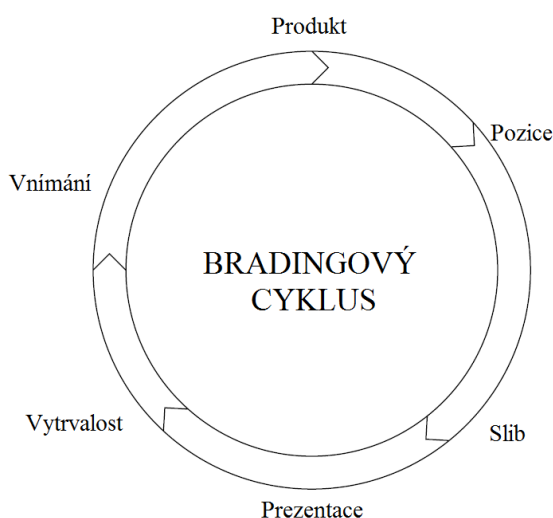 Produkt
Pozice
Vnímání
BRADINGOVÝ
CYKLUS
Vytrvalost
Slib
Prezentace